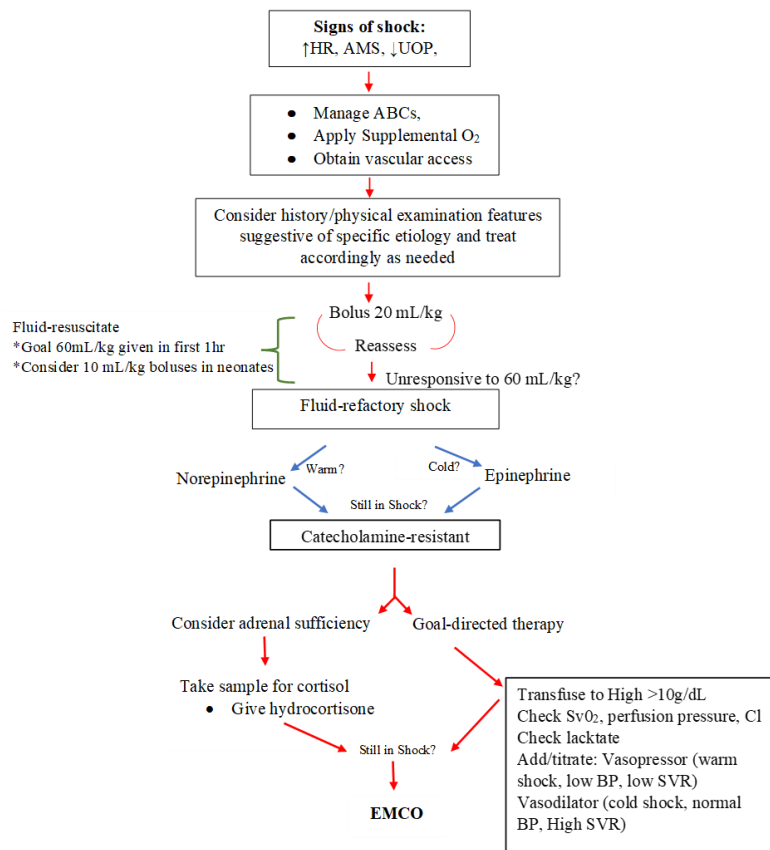 Signs of shock:
↑HR, AMS, ↓UOP,
● Manage ABCs,
● Apply Supplemental O₂
● Obtain vascular access
Consider history/physical examination features
suggestive of specific etiology and treat
accordingly as needed
Bolus 20 mL/kg
Reassess
Fluid-resuscitate
*Goal 60mL/kg given in first 1hr
*Consider 10 mL/kg boluses in neonates
Unresponsive to 60 mL/kg?
Fluid-refactory shock
Warm?
Cold?
Norepinephrine
Epinephrine
Still in Shock?
Catecholamine-resistant
Consider adrenal sufficiency
Goal-directed therapy
Take sample for cortisol
● Give hydrocortisone
Transfuse to High >10g/dL
Check Sv0₂, perfusion pressure, Cl
Check lacktate
Add/titrate: Vasopressor (warm
shock, low BP, low SVR)
Vasodilator (cold shock, normal
BP, High SVR)
Still in Shock?
EMCO